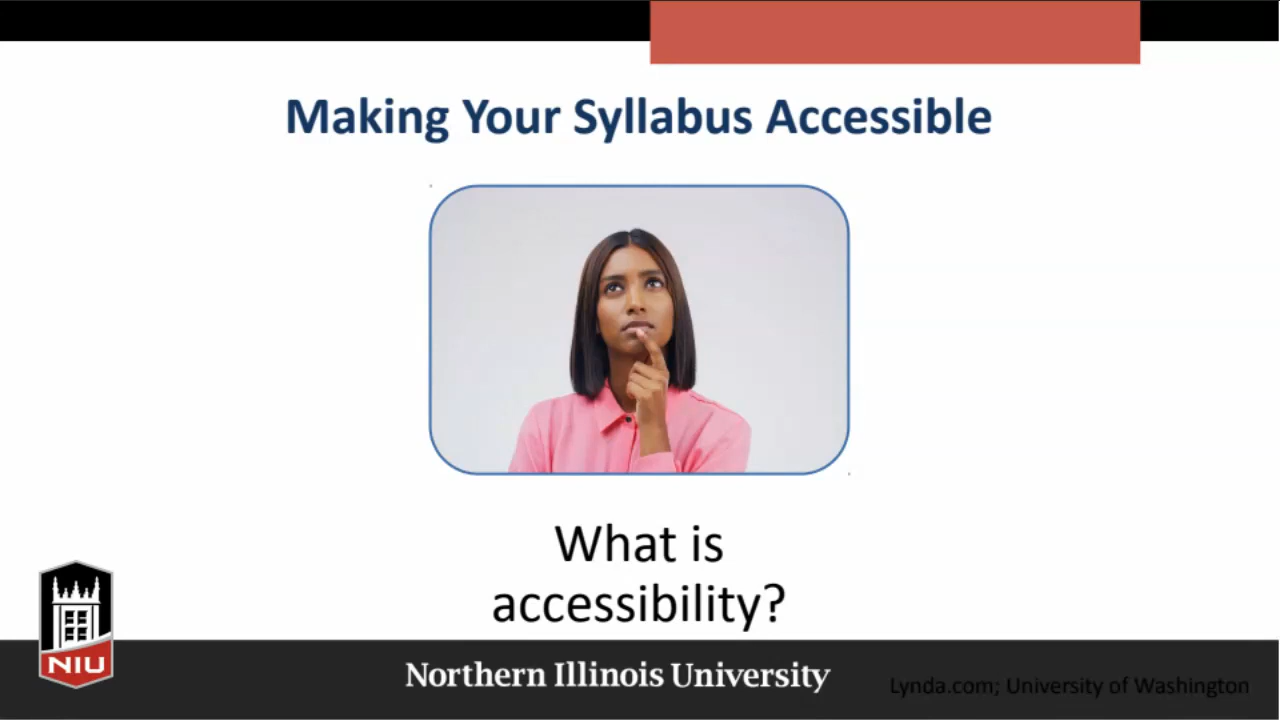 Making Your Syllabus Accessible
What is
accessibility?
NIU
Northern Illinois University
Lynda.com; University of Washington